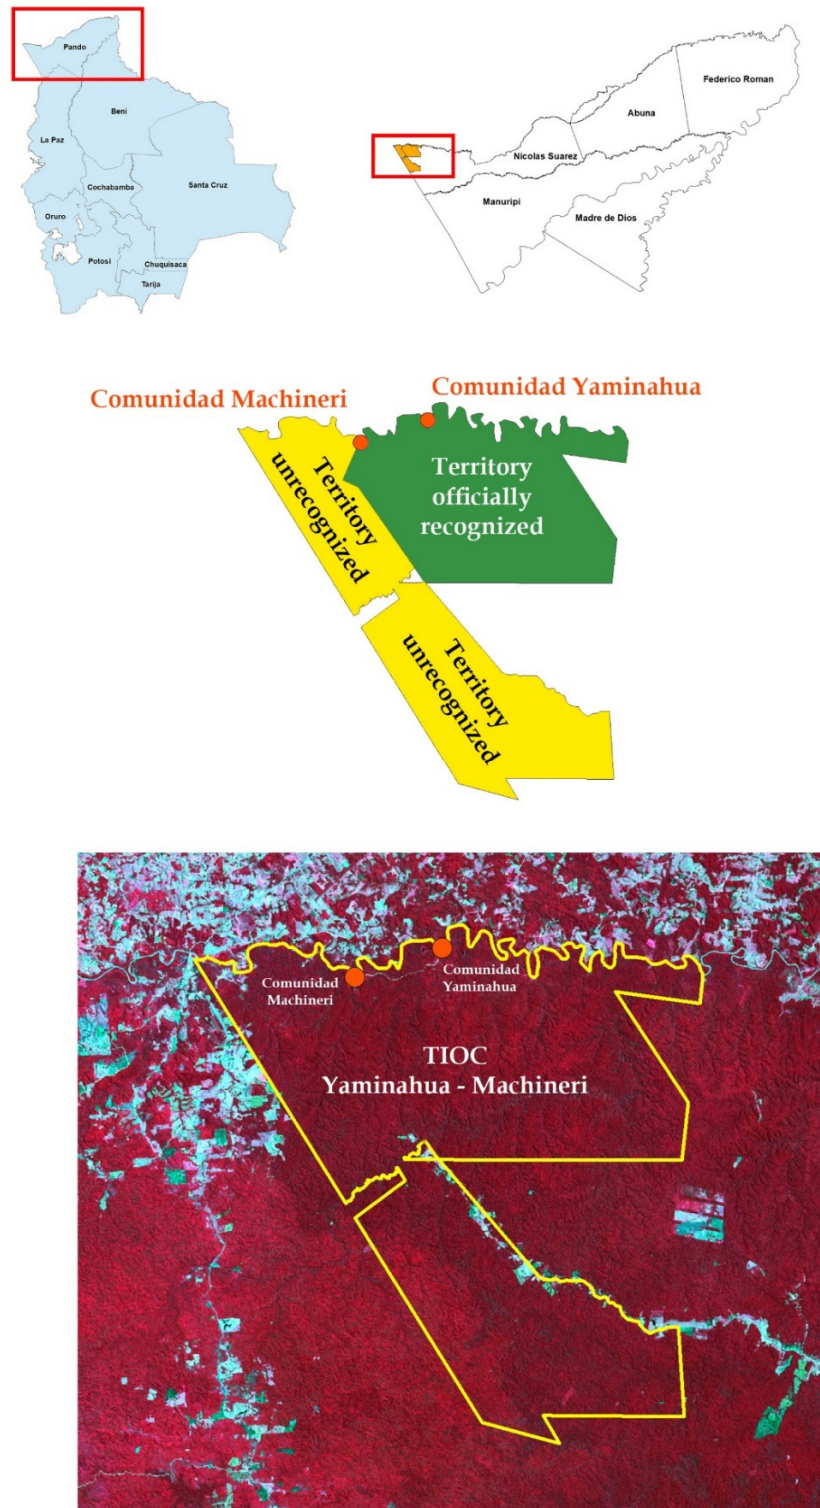 Pando
Beni
La Paz
Cochabamba
Santa Cruz
Oruro
Potosi
Chuquisaca
Tarija
Federico Roman
Abuna
Nicolas Suarez
Manuripi
Madre de Dios
Comunidad Machineri
Comunidad Yaminahua
Territory
unrecognized
Territory
officially
recognized
Territory
unrecognized
Comunidad
Machineri
Comunidad
Yaminahua
TIOC
Yaminahua - Machineri